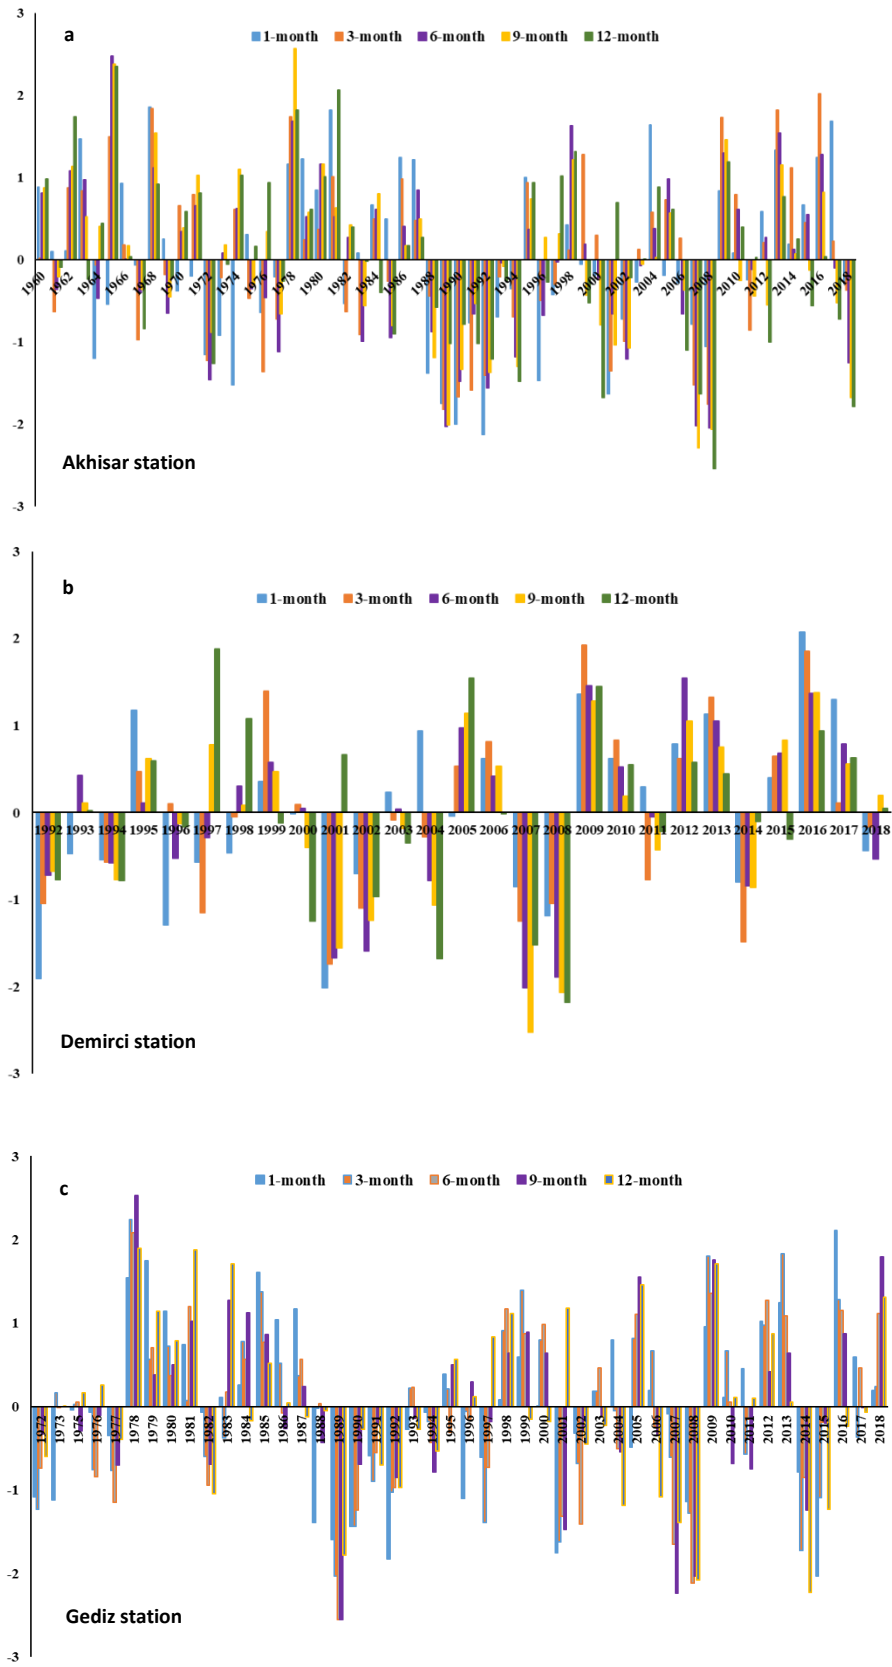 3
a
1-month 3-month 6-month 9-month 12-month
2
1
0
1960 1962 1964 1966 1968 1970 1972 1974 1976 1978 1980 1982 1984 1986 1988 1990 1992 1994 1996 1998 2000 2002 2004 2006 2008 2010 2012 2014 2016 2018
-1
-2
Akhisar station
-3
3
b
1-month 3-month 6-month 9-month 12-month
2
1
0
1992 1993 1994 1995 1996 1997 1998 1999 2000 2001 2002 2003 2004 2005 2006 2007 2008 2009 2010 2011 2012 2013 2014 2015 2016 2017 2018
-1
-2
Demirci station
-3
3
c
1-month 3-month 6-month 9-month 12-month
2
1
0
1972 1973 1975 1976 1977 1978 1979 1980 1981 1982 1983 1984 1985 1986 1987 1988 1989 1990 1991 1992 1993 1994 1995 1996 1997 1998 1999 2000 2001 2002 2003 2004 2005 2006 2007 2008 2009 2010 2011 2012 2013 2014 2015 2016 2017 2018
-1
-2
Gediz station
-3